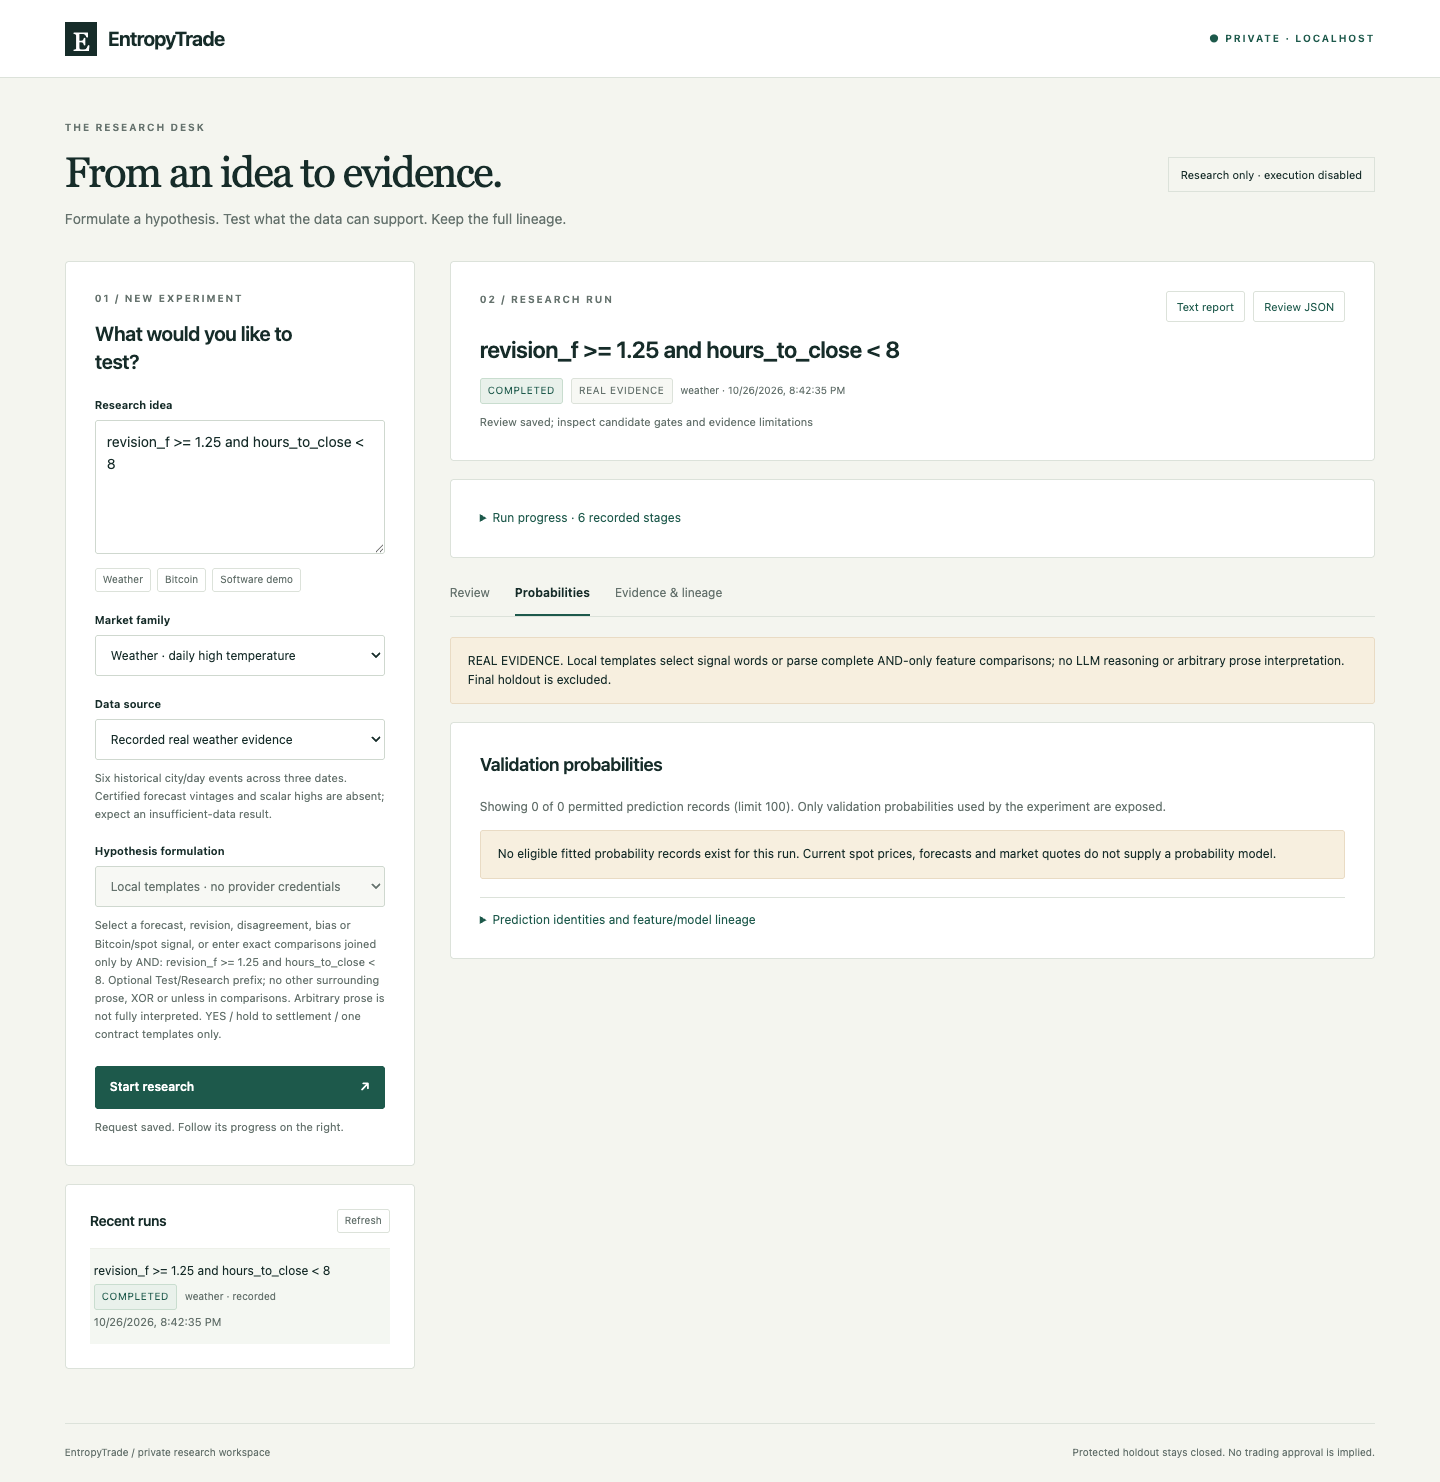 E EntropyTrade
PRIVATE · LOCALHOST
THE RESEARCH DESK
From an idea to evidence.
Research only · execution disabled
Formulate a hypothesis. Test what the data can support. Keep the full lineage.
01 / NEW EXPERIMENT
What would you like to
test?
Research idea
revision_f >= 1.25 and hours_to_close <
8
Weather Bitcoin Software demo
Market family
Weather · daily high temperature
Data source
Recorded real weather evidence
Six historical city/day events across three dates.
Certified forecast vintages and scalar highs are absent;
expect an insufficient-data result.
Hypothesis formulation
Local templates · no provider credentials
Select a forecast, revision, disagreement, bias or
Bitcoin/spot signal, or enter exact comparisons joined
only by AND: revision_f >= 1.25 and hours_to_close <
8. Optional Test/Research prefix; no other surrounding
prose, XOR or unless in comparisons. Arbitrary prose is
not fully interpreted. YES / hold to settlement / one
contract templates only.
Start research ↗
Request saved. Follow its progress on the right.
Recent runs
Refresh
revision_f >= 1.25 and hours_to_close < 8
COMPLETED weather · recorded
10/26/2026, 8:42:35 PM
02 / RESEARCH RUN
Text report Review JSON
revision_f >= 1.25 and hours_to_close < 8
COMPLETED REAL EVIDENCE weather · 10/26/2026, 8:42:35 PM
Review saved; inspect candidate gates and evidence limitations
Run progress · 6 recorded stages
Review Probabilities Evidence & lineage
REAL EVIDENCE. Local templates select signal words or parse complete AND-only feature comparisons; no LLM reasoning or arbitrary prose interpretation.
Final holdout is excluded.
Validation probabilities
Showing 0 of 0 permitted prediction records (limit 100). Only validation probabilities used by the experiment are exposed.
No eligible fitted probability records exist for this run. Current spot prices, forecasts and market quotes do not supply a probability model.
Prediction identities and feature/model lineage
EntropyTrade / private research workspace
Protected holdout stays closed. No trading approval is implied.